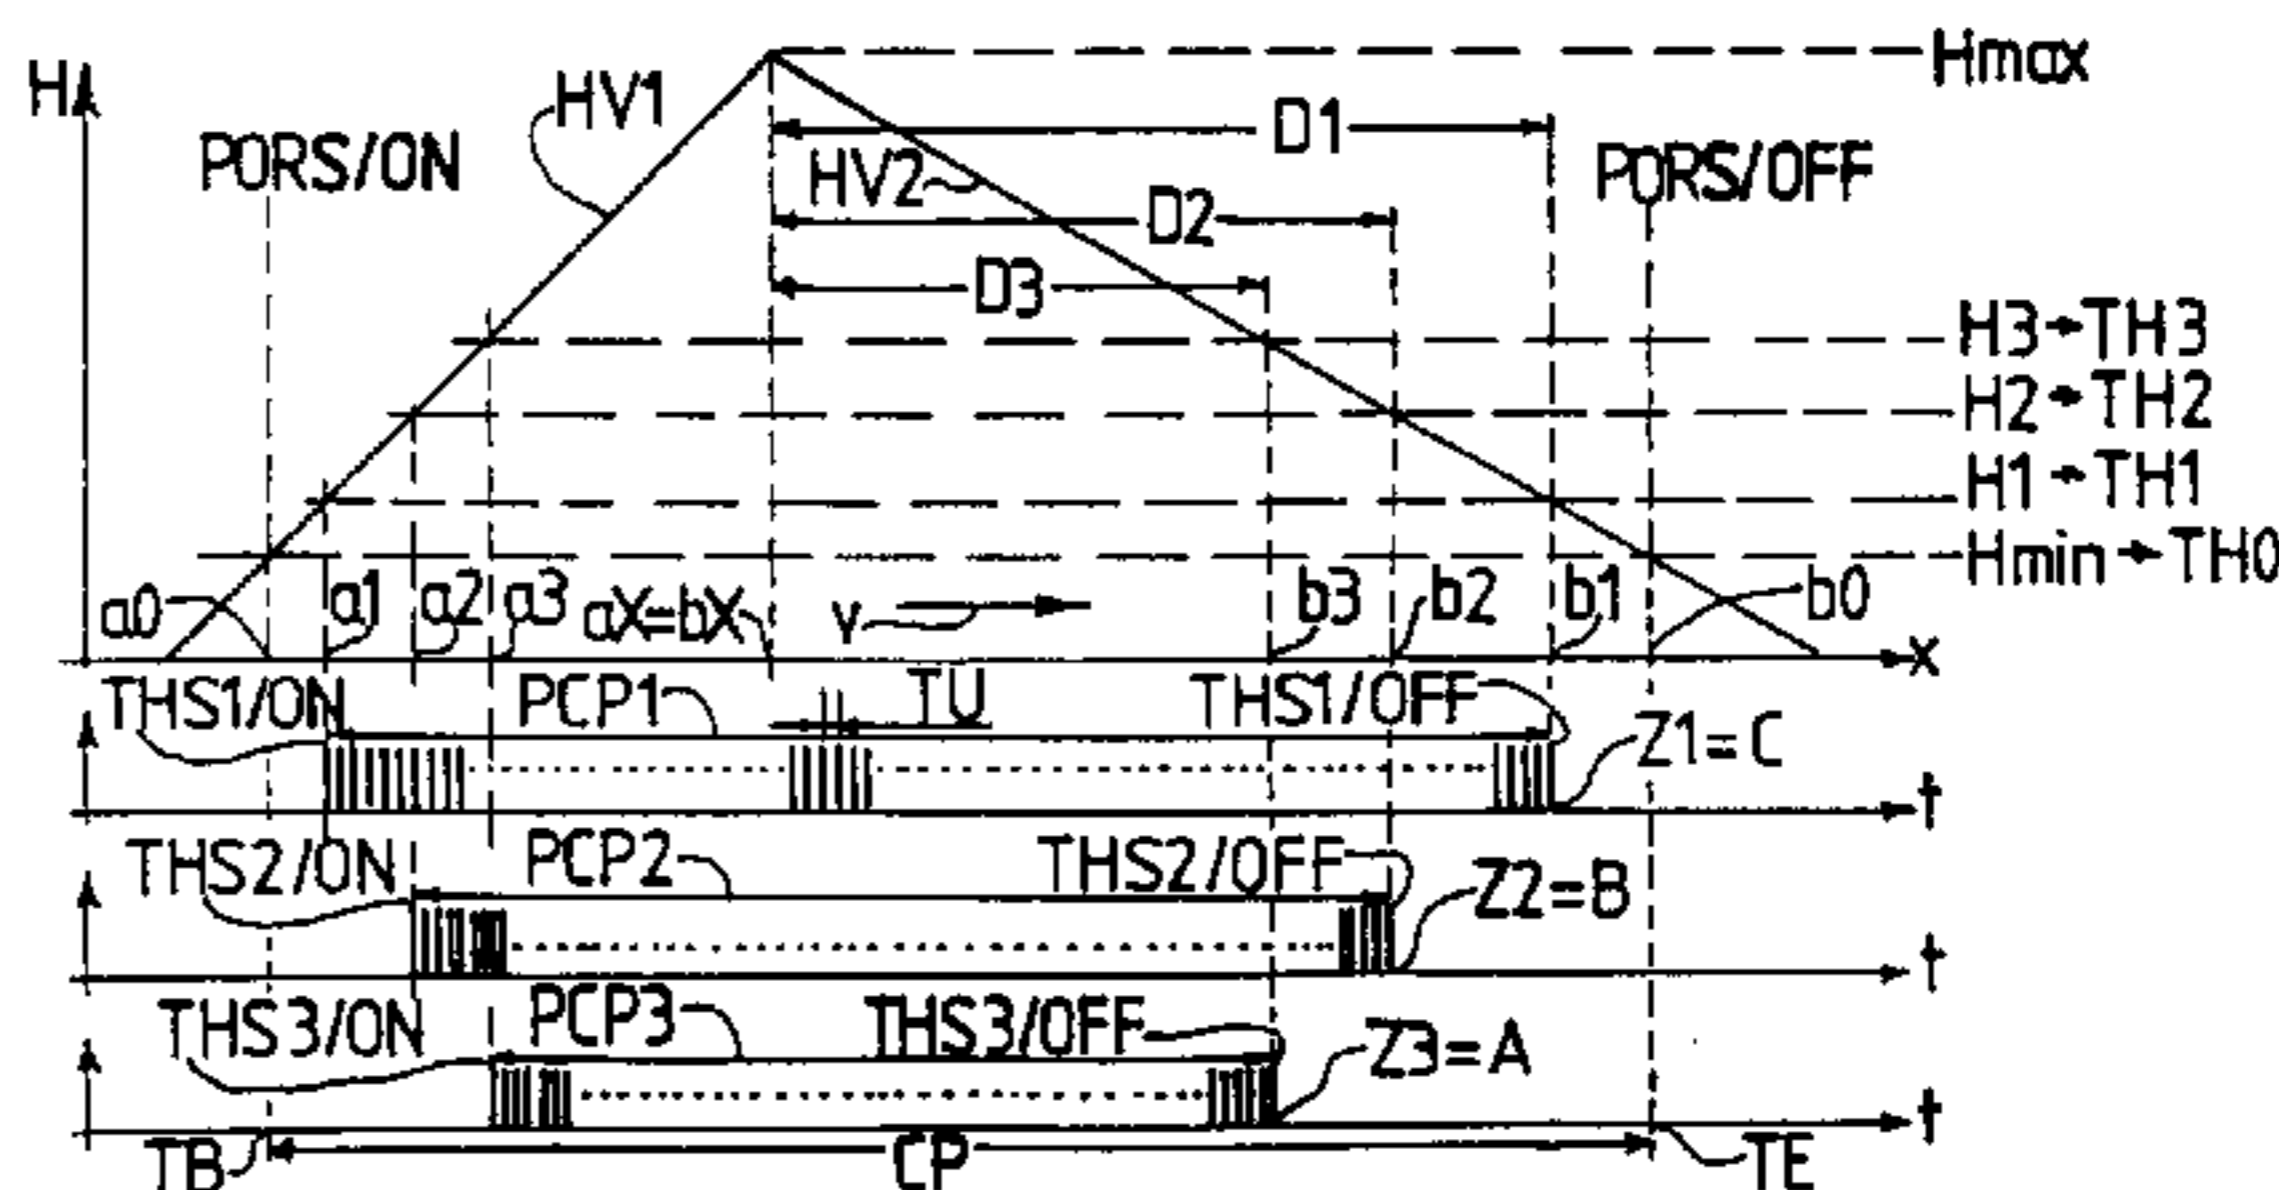 Hmax
H
HV1
D1
PORS/ON
HV2
PORS/OFF
D2
D3
H3→TH3
H2→TH2
H1→TH1
Hmin→TH0
a0
a1
a2
a3
aX=bX
v
b3
b2
b1
b0
x
THS1/ON
PCP1
TU
THS1/OFF
Z1=C
t
THS2/ON
PCP2
THS2/OFF
Z2=B
t
THS3/ON
PCP3
THS3/OFF
Z3=A
t
TB
CP
TE